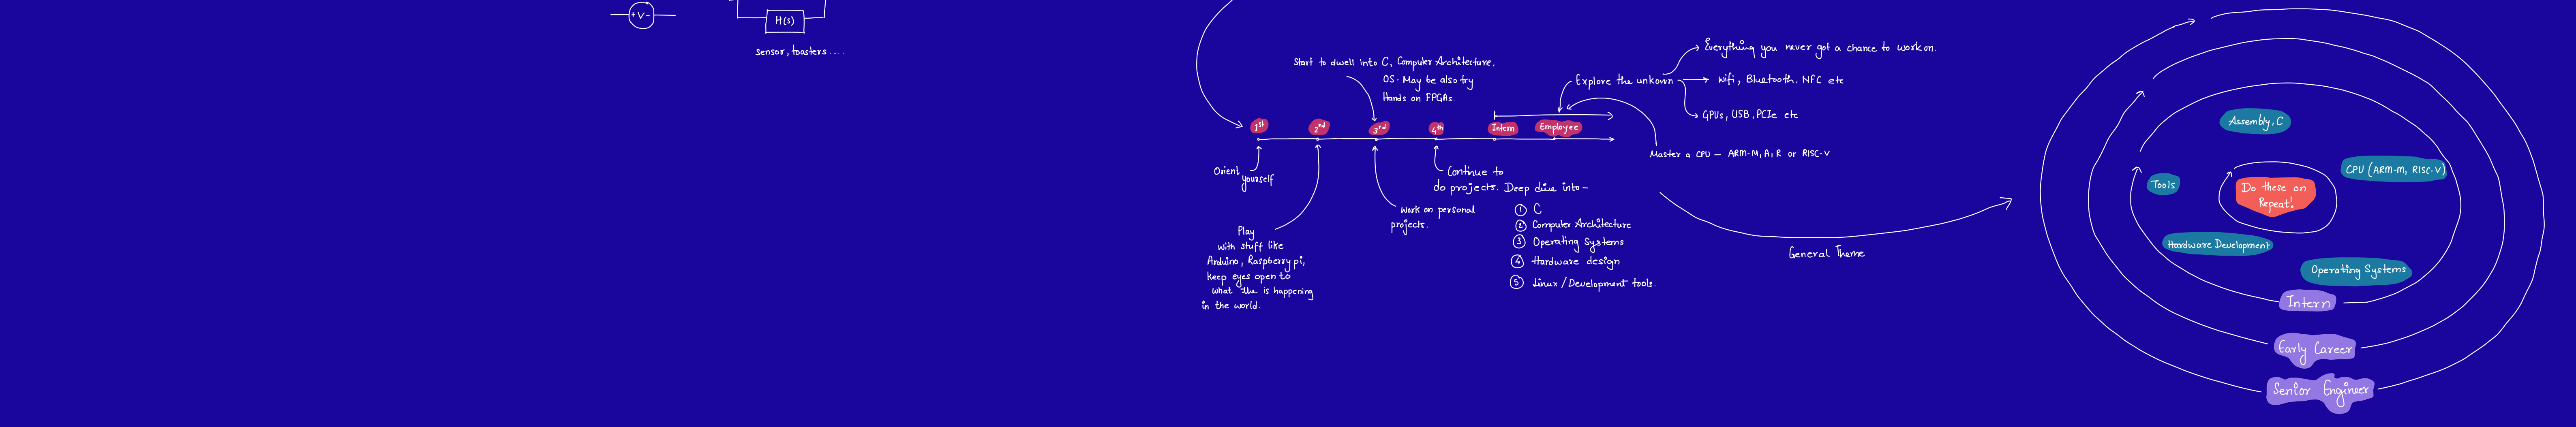 + V -
H(s)
sensor, toasters....
Start to dwell into C, Computer Architecture.
OS. May be also try
Hands on FPGAs.
1st
2nd
3rd
4th
Intern
Employee
Explore the unkown
Everything you never got a chance to work on.
Wifi, Bluetooth, NFC etc
GPUs, USB, PCIe etc
Master a CPU - ARM-M, A, R or RISC-V
Orient
yourself
Play
with stuff like
Arduino, Raspberry pi,
keep eyes open to
what the is happening
in the world.
Work on personal
projects.
Continue to
do projects. Deep dive into -
1 C
2 Computer Architecture
3 Operating Systems
4 Hardware design
5 Linux / Development tools.
General Theme
Assembly, C
CPU (ARM-M, RISC-V)
Tools
Do these on
Repeat!
Hardware Development
Operating Systems
Intern
Early Career
Senior Engineer